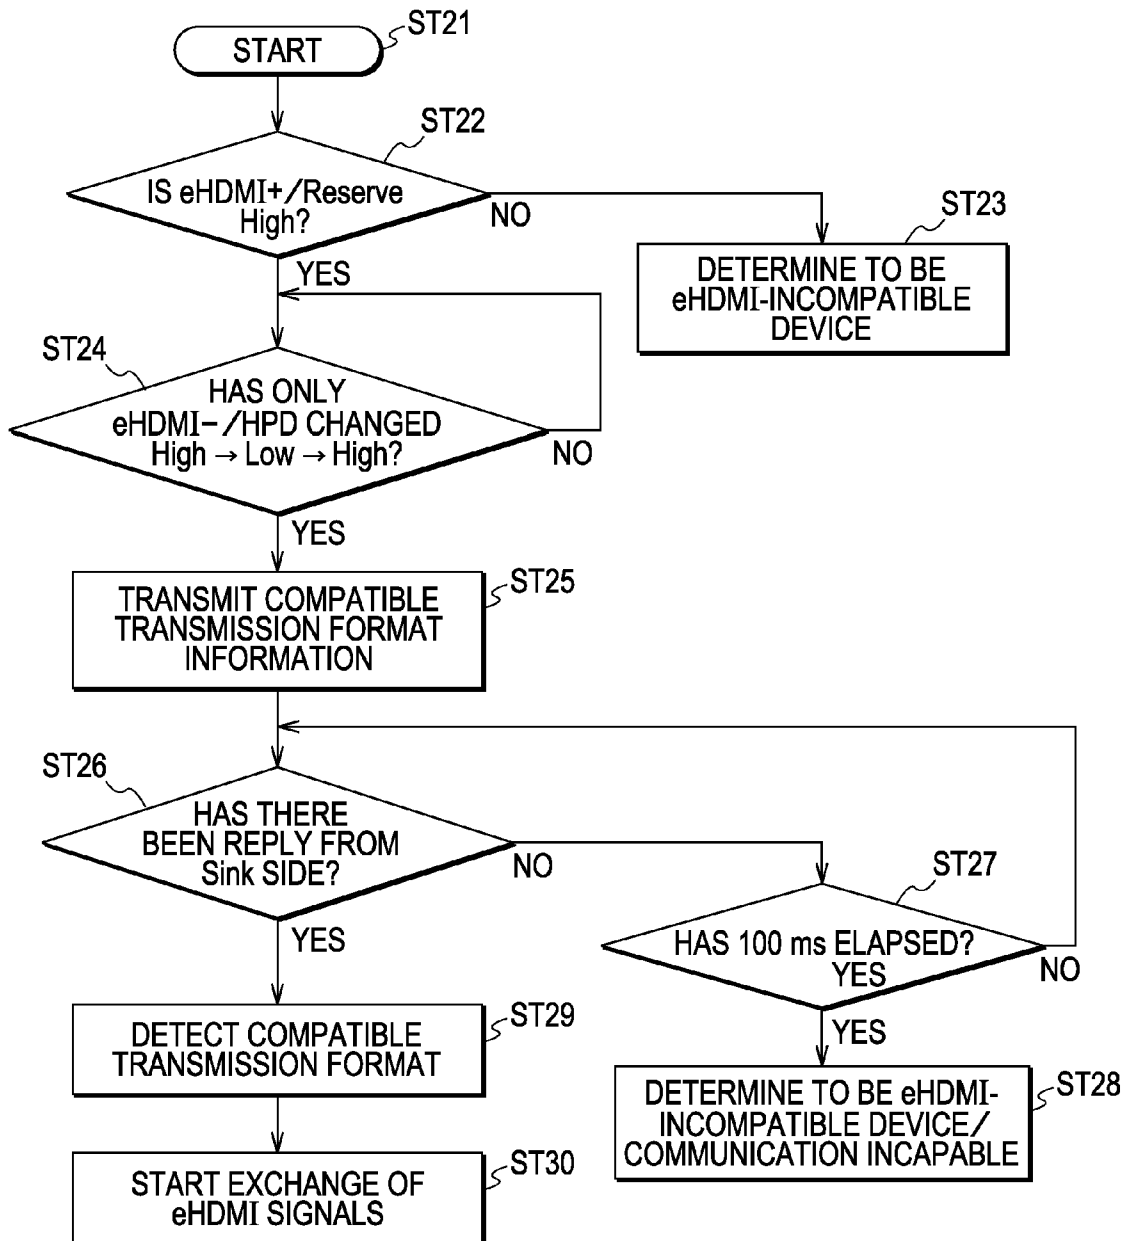 START
ST21
ST22
IS eHDMI+/Reserve
High?
NO
YES
ST23
DETERMINE TO BE
eHDMI-INCOMPATIBLE
DEVICE
ST24
HAS ONLY
eHDMI−/HPD CHANGED
High → Low → High?
NO
YES
ST25
TRANSMIT COMPATIBLE
TRANSMISSION FORMAT
INFORMATION
ST26
HAS THERE
BEEN REPLY FROM
Sink SIDE?
NO
YES
ST27
HAS 100 ms ELAPSED?
YES
NO
YES
ST29
DETECT COMPATIBLE
TRANSMISSION FORMAT
ST28
DETERMINE TO BE eHDMI-
INCOMPATIBLE DEVICE/
COMMUNICATION INCAPABLE
ST30
START EXCHANGE OF
eHDMI SIGNALS